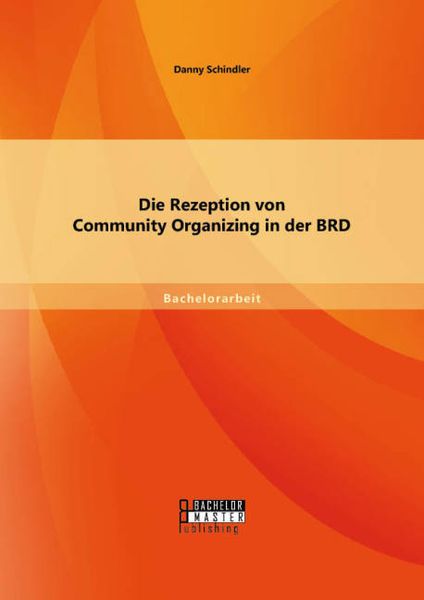 Danny Schindler
Die Rezeption von
Community Organizing in der BRD
Bachelorarbeit
BACHELOR
MASTER
Publishing